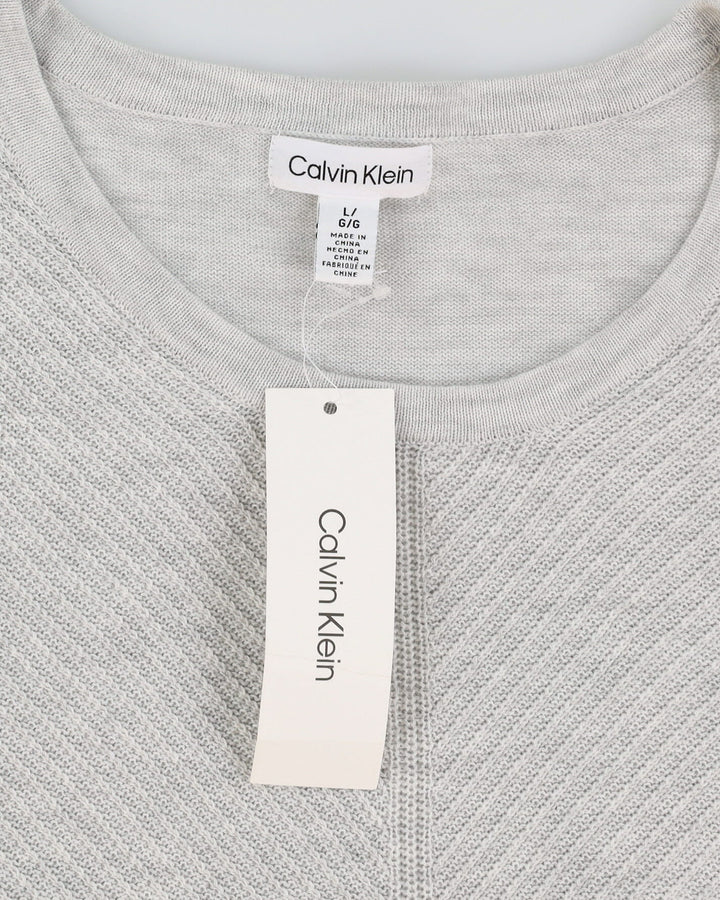 Calvin Klein
L/
G/G
MADE IN
CHINA
HECHO EN
CHINA
FABRIQUÉ EN
CHINE
Calvin Klein